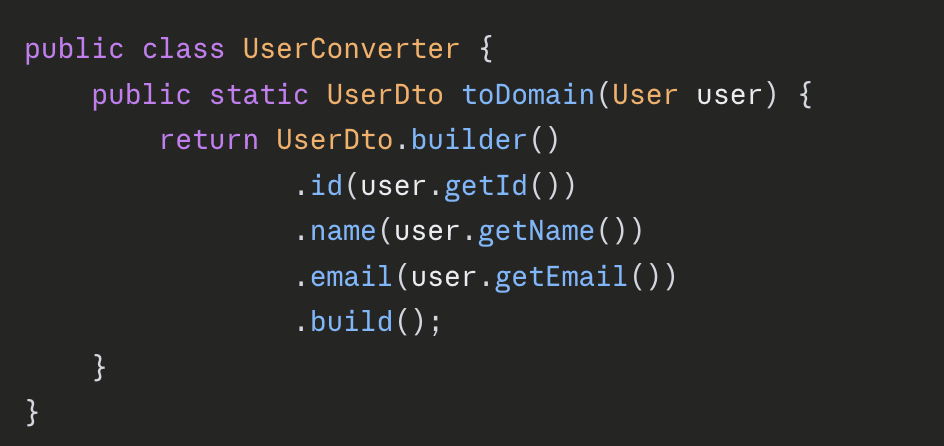 public class UserConverter {
    public static UserDto toDomain(User user) {
        return UserDto.builder()
                .id(user.getId())
                .name(user.getName())
                .email(user.getEmail())
                .build();
    }
}